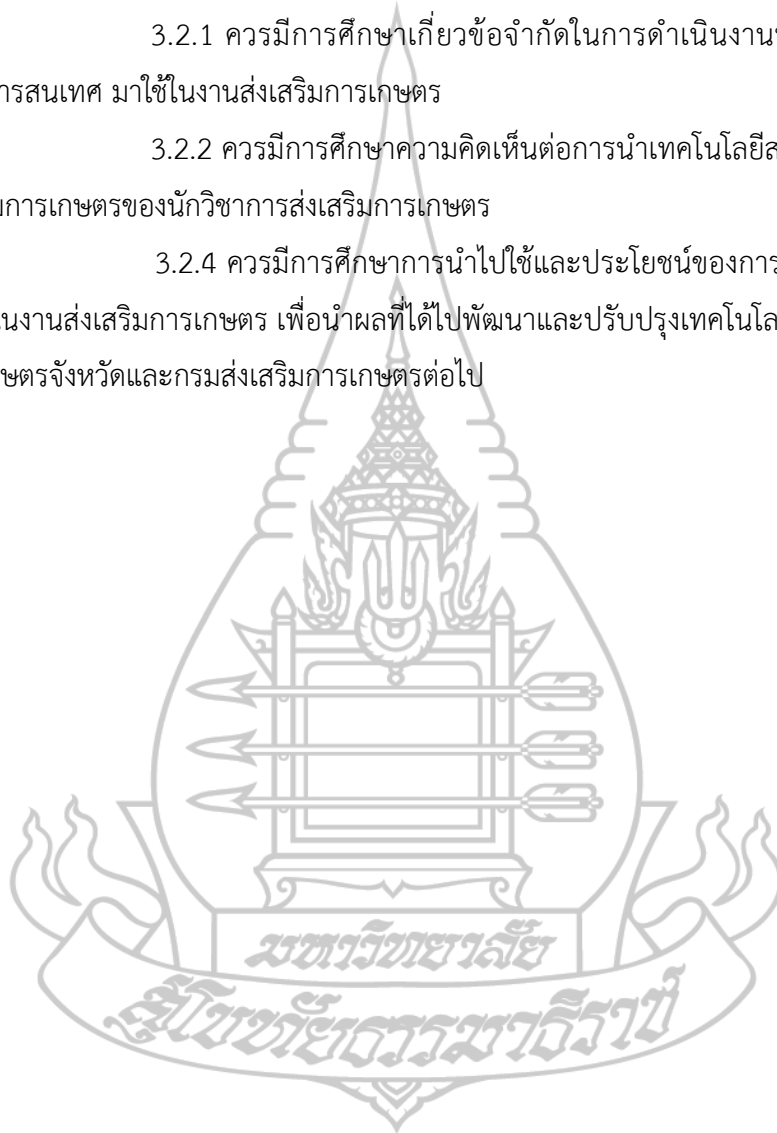 3.2.1 ควรมีการศึกษาเกี่ยวข้อจำกัดในการดำเนินงาน
ารสนเทศ มาใช้ในงานส่งเสริมการเกษตร
3.2.2 ควรมีการศึกษาความคิดเห็นต่อการนำเทคโนโลยีส
มการเกษตรของนักวิชาการส่งเสริมการเกษตร
3.2.4 ควรมีการศึกษาการนำไปใช้และประโยชน์ของการ
นงานส่งเสริมการเกษตร เพื่อนำผลที่ได้ไปพัฒนาและปรับปรุงเทคโนโล
กษตรจังหวัดและกรมส่งเสริมการเกษตรต่อไป
มหาวิทยาลัย
สุโขทัยธรรมาธิราช